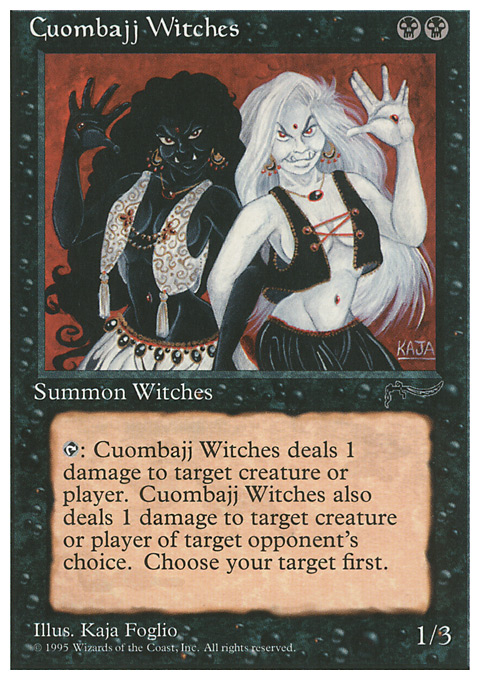 Cuombajj Witches
KAJA
Summon Witches
: Cuombajj Witches deals 1
damage to target creature or
player. Cuombajj Witches also
deals 1 damage to target creature
or player of target opponent's
choice. Choose your target first.
Illus. Kaja Foglio
© 1995 Wizards of the Coast, Inc. All rights reserved.
1/3